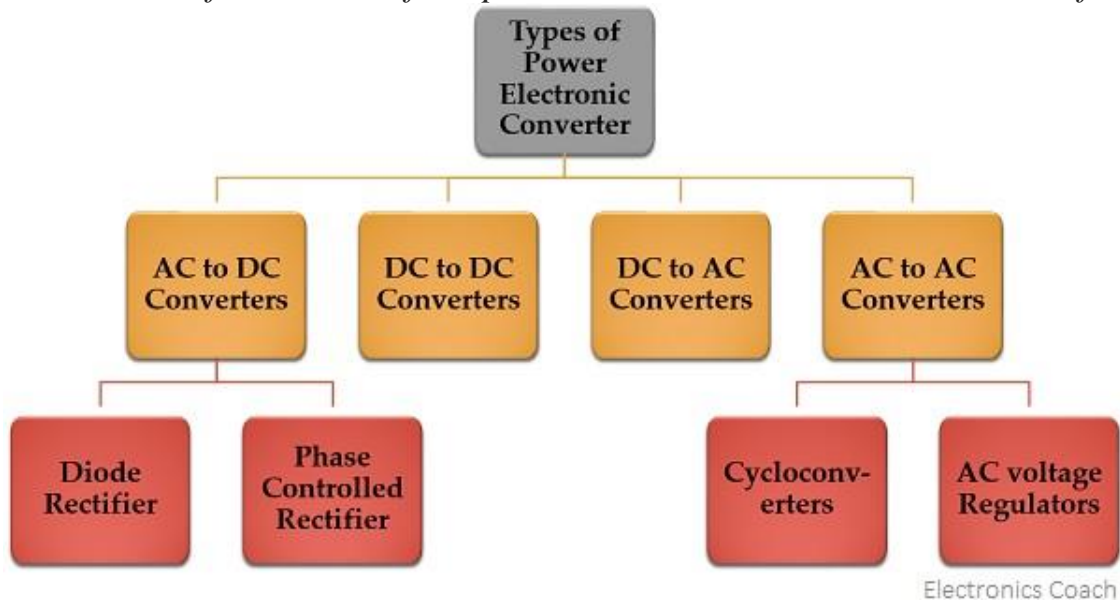 Types of
Power
Electronic
Converter
AC to DC
Converters
DC to DC
Converters
DC to AC
Converters
AC to AC
Converters
Diode
Rectifier
Phase
Controlled
Rectifier
Cycloconv-
erters
AC voltage
Regulators
Electronics Coach